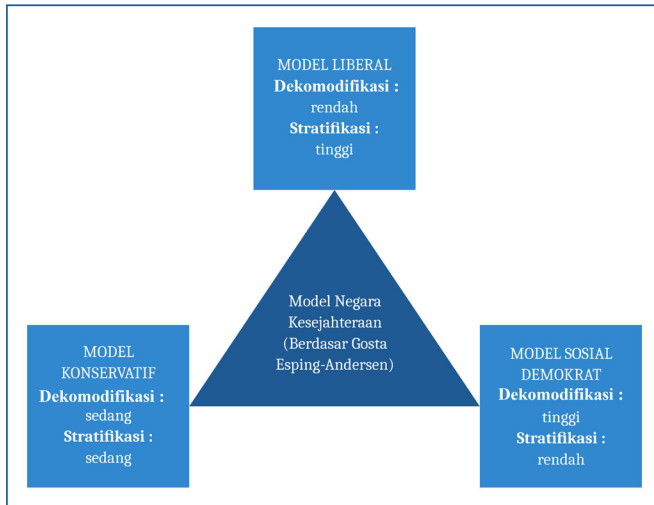 MODEL LIBERAL
Dekomodifikasi :
rendah
Stratifikasi :
tinggi
Model Negara
Kesejahteraan
(Berdasar Gosta
Esping-Andersen)
MODEL
KONSERVATIF
Dekomodifikasi :
sedang
Stratifikasi :
sedang
MODEL SOSIAL
DEMOKRAT
Dekomodifikasi :
tinggi
Stratifikasi :
rendah